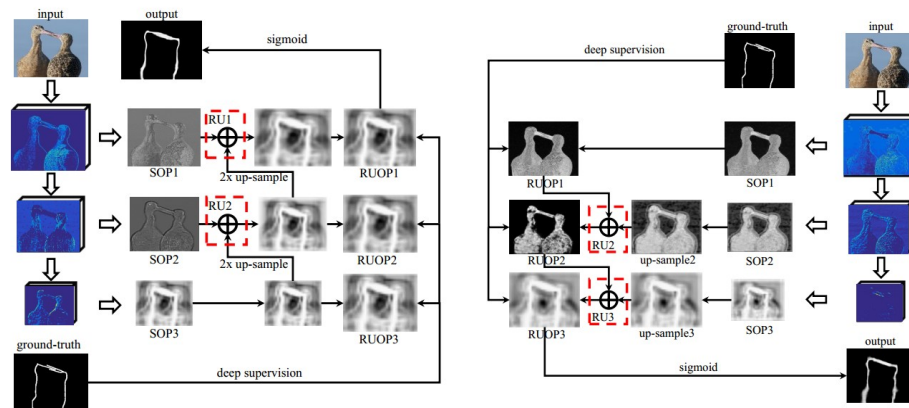 input
output
sigmoid
RU1
SOP1
RUOP1
2x up-sample
RU2
SOP2
RUOP2
2x up-sample
SOP3
RUOP3
ground-truth
deep supervision
ground-truth
input
deep supervision
RUOP1
SOP1
RUOP2
RU2
up-sample2
SOP2
RUOP3
RU3
up-sample3
SOP3
sigmoid
output